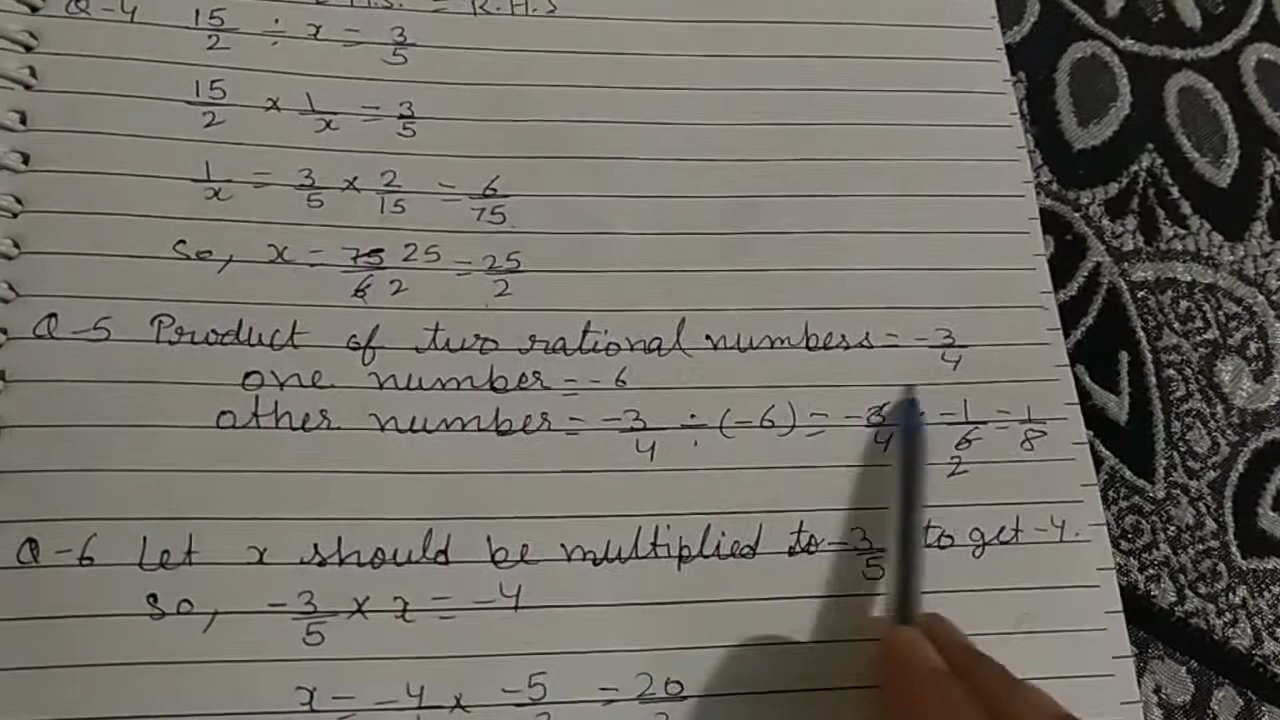 Q-4 15/2 ÷ x = 3/5
= R.H.S
15/2 × 1/x = 3/5
1/x = 3/5 × 2/15 = 6/75
So, x = 75 25/6 2 = 25/2
Q-5 Product of two rational numbers = -3/4
one number = -6
other number = -3/4 ÷ (-6) = -3/4 -1/6 2 = 1/8
Q-6 Let x should be multiplied to -3/5 to get -4.
So, -3/5 × x = -4
x = -4 × -5 = 20